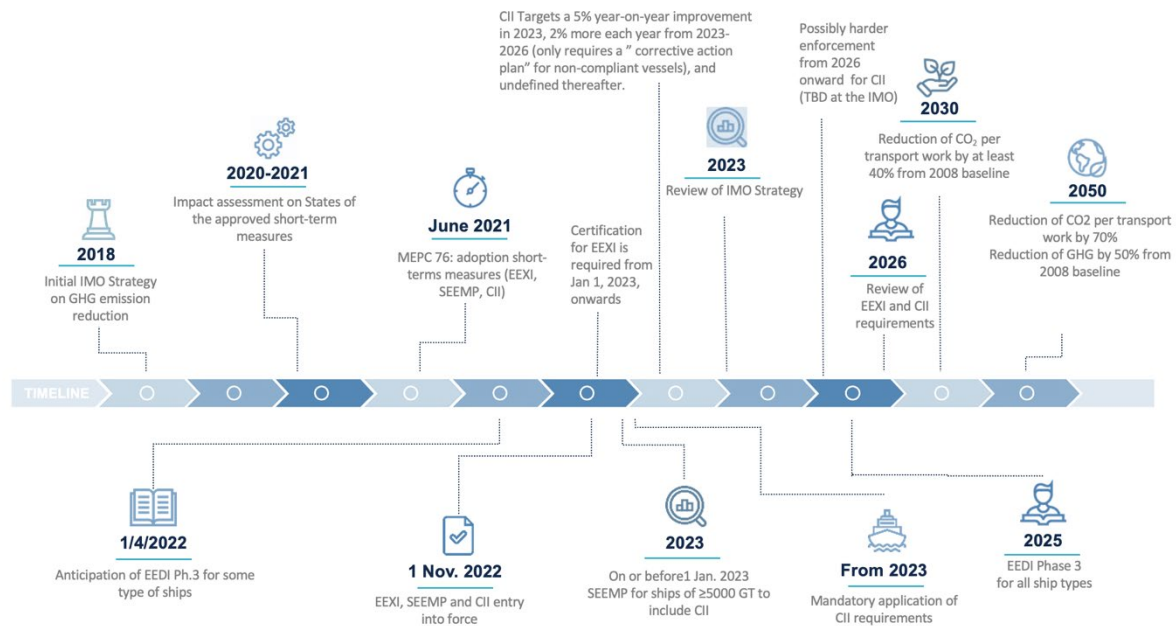 CII Targets a 5% year-on-year improvement
in 2023, 2% more each year from 2023-
2026 (only requires a ” corrective action
plan” for non-compliant vessels), and
undefined thereafter.
Possibly harder
enforcement
from 2026
onward for CII
(TBD at the IMO)
2018
Initial IMO Strategy
on GHG emission
reduction
2020-2021
Impact assessment on States of
the approved short-term
measures
June 2021
MEPC 76: adoption short-
terms measures (EEXI,
SEEMP, CII)
Certification
for EEXI is
required from
Jan 1, 2023,
onwards
2023
Review of IMO Strategy
2026
Review of
EEXI and CII
requirements
2030
Reduction of CO₂ per
transport work by at least
40% from 2008 baseline
2050
Reduction of CO2 per transport
work by 70%
Reduction of GHG by 50% from
2008 baseline
TIMELINE
1/4/2022
Anticipation of EEDI Ph.3 for some
type of ships
1 Nov. 2022
EEXI, SEEMP and CII entry
into force
2023
On or before1 Jan. 2023
SEEMP for ships of ≥5000 GT to
include CII
From 2023
Mandatory application of
CII requirements
2025
EEDI Phase 3
for all ship types